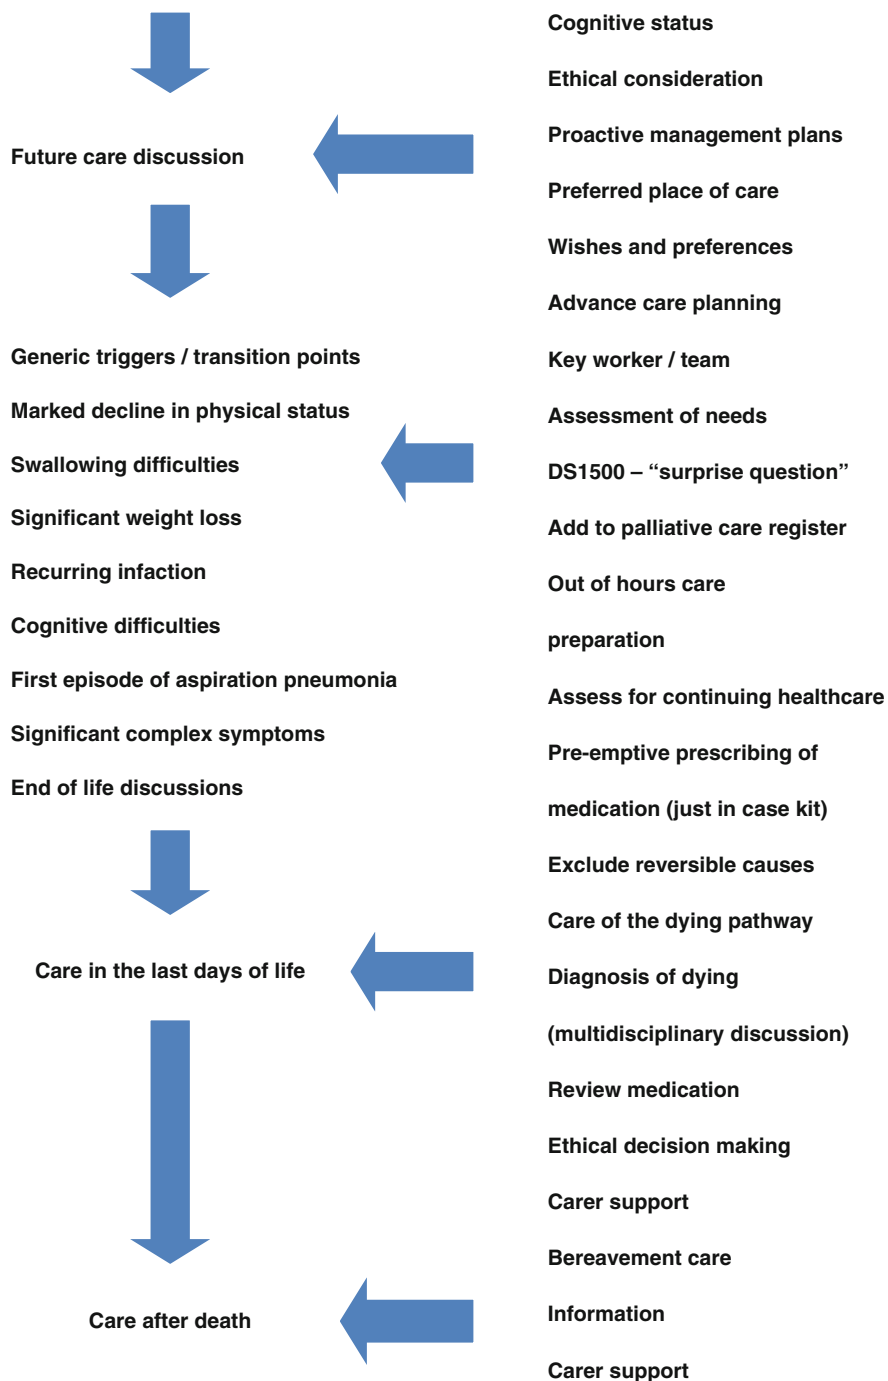 Future care discussion
Generic triggers / transition points
Marked decline in physical status
Swallowing difficulties
Significant weight loss
Recurring infaction
Cognitive difficulties
First episode of aspiration pneumonia
Significant complex symptoms
End of life discussions
Care in the last days of life
Care after death
Cognitive status
Ethical consideration
Proactive management plans
Preferred place of care
Wishes and preferences
Advance care planning
Key worker / team
Assessment of needs
DS1500 – “surprise question”
Add to palliative care register
Out of hours care
preparation
Assess for continuing healthcare
Pre-emptive prescribing of
medication (just in case kit)
Exclude reversible causes
Care of the dying pathway
Diagnosis of dying
(multidisciplinary discussion)
Review medication
Ethical decision making
Carer support
Bereavement care
Information
Carer support